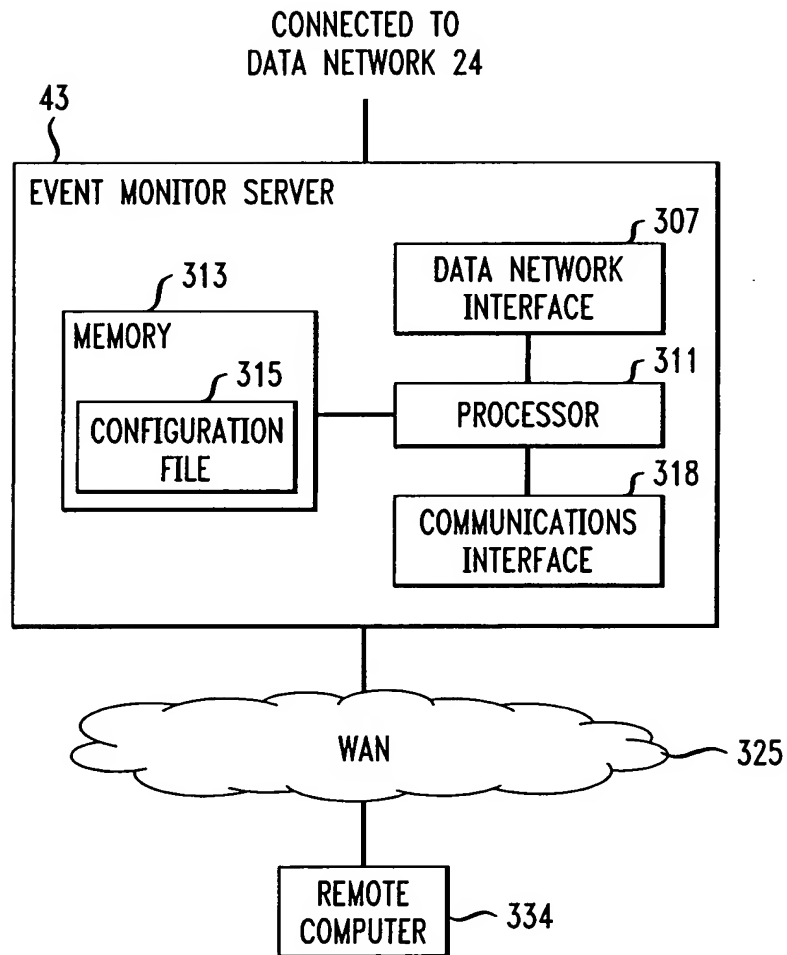 CONNECTED TO
DATA NETWORK 24
43
EVENT MONITOR SERVER
307
DATA NETWORK
INTERFACE
313
MEMORY
315
CONFIGURATION
FILE
311
PROCESSOR
318
COMMUNICATIONS
INTERFACE
WAN
325
REMOTE
COMPUTER
334